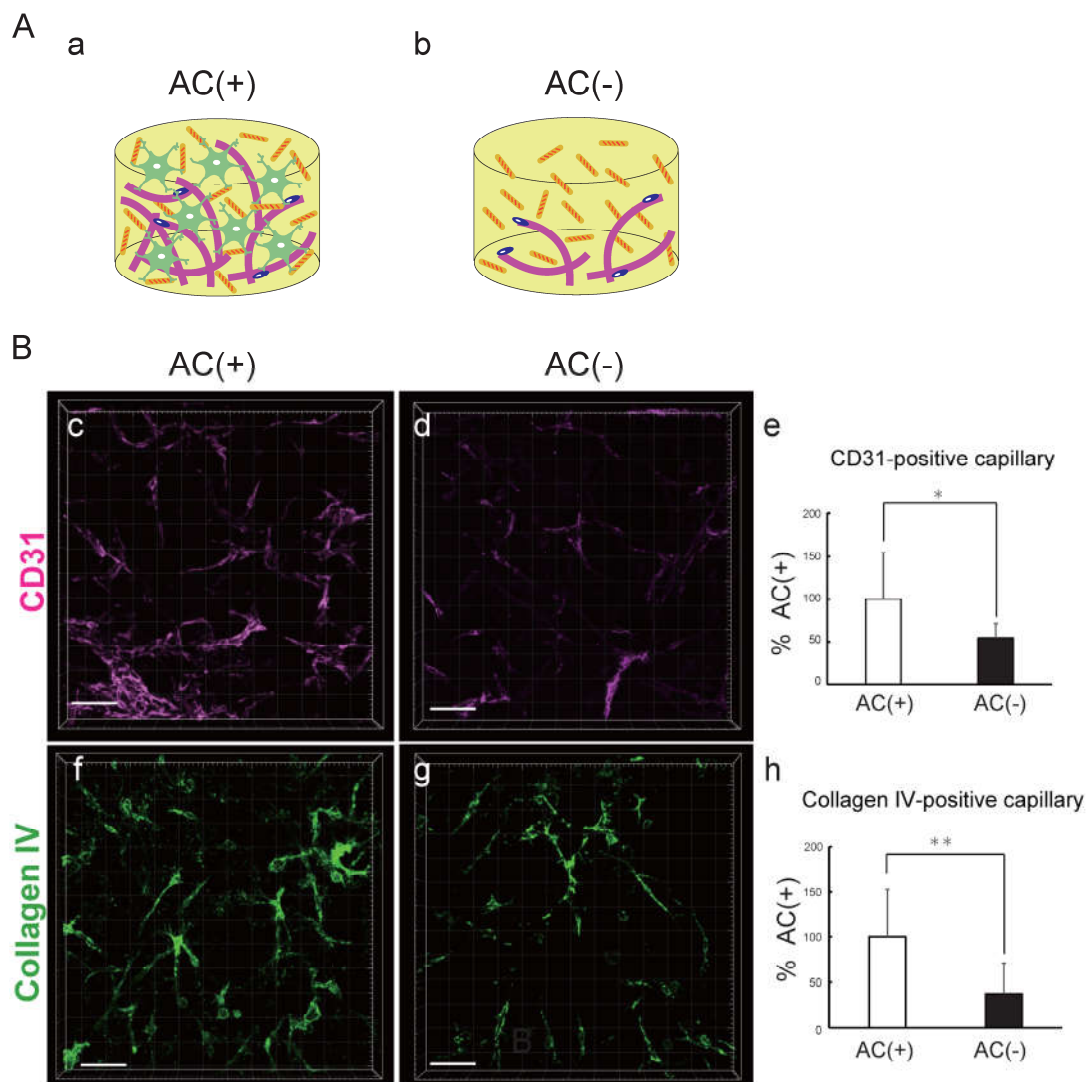 A
a
b
AC(+)
AC(-)
B
AC(+)
AC(-)
CD31
c
d
e
CD31-positive capillary
*
200
150
100
50
0
% AC(+)
AC(+)
AC(-)
Collagen IV
f
g
B
h
Collagen IV-positive capillary
**
200
150
100
50
0
% AC(+)
AC(+)
AC(-)